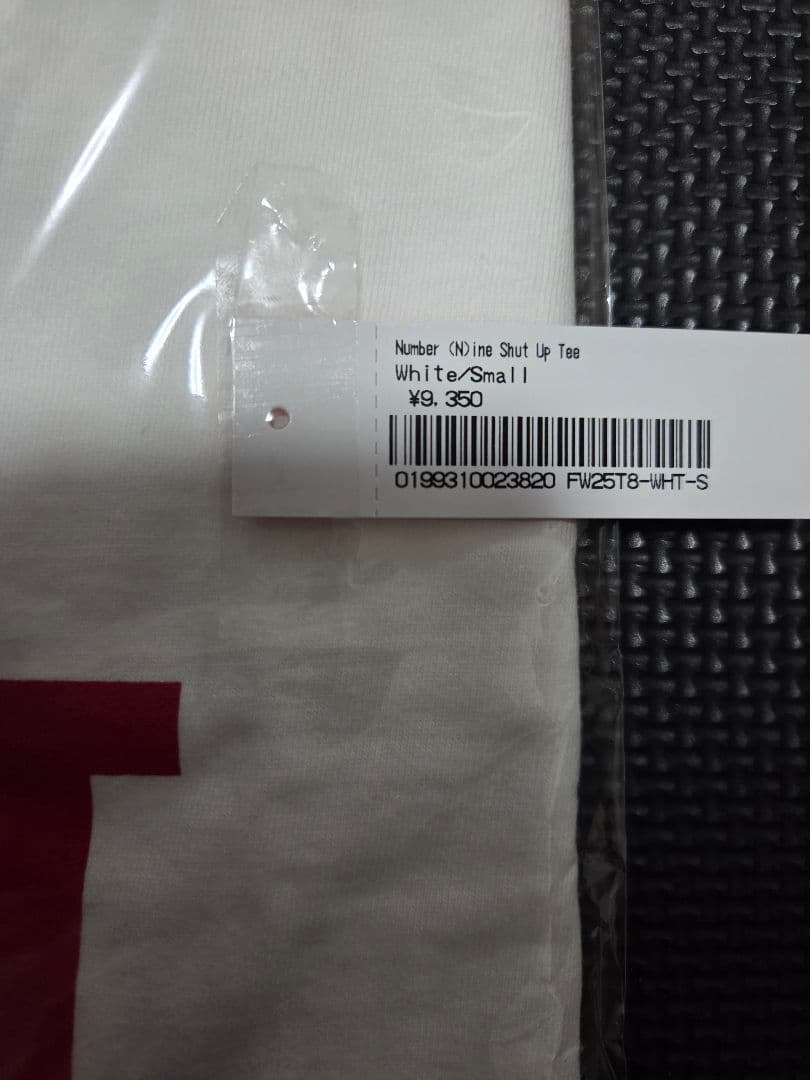 Number (N)ine Shut Up Tee
White/Small
¥9,350
0199310023820 FW25T8-WHT-S
T